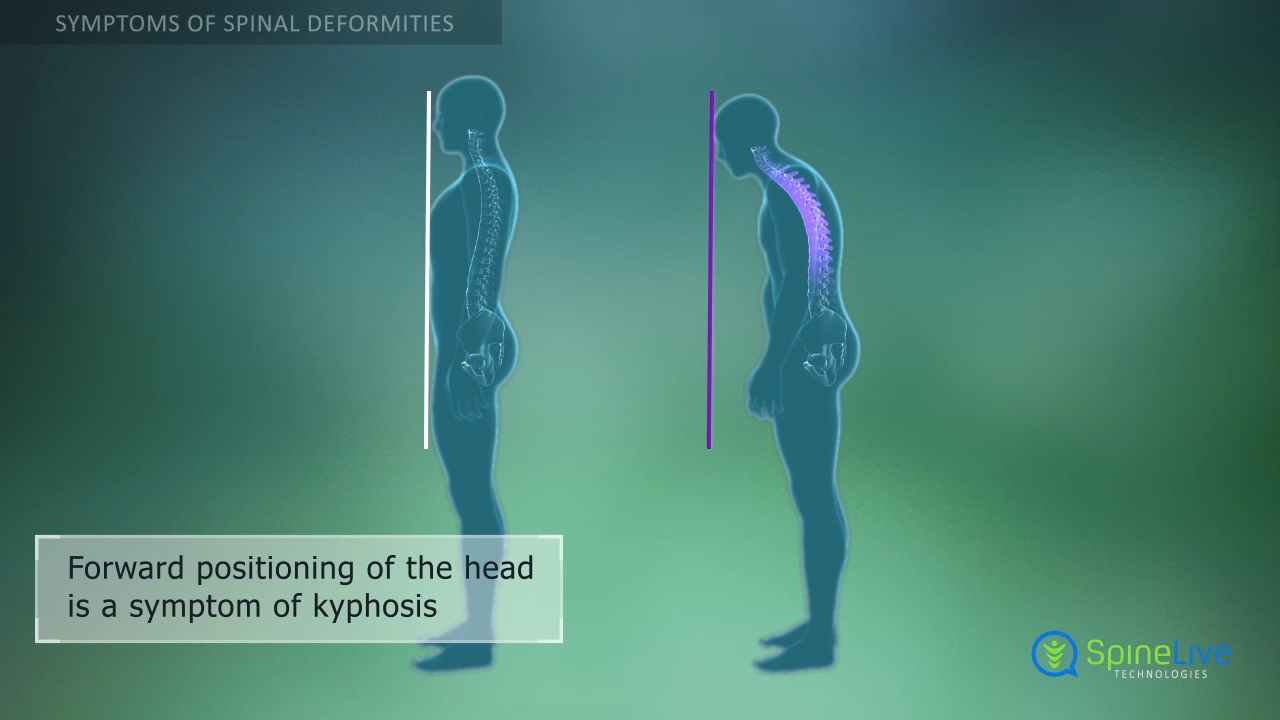 SYMPTOMS OF SPINAL DEFORMITIES
Forward positioning of the head
is a symptom of kyphosis
SpineLive
TECHNOLOGIES